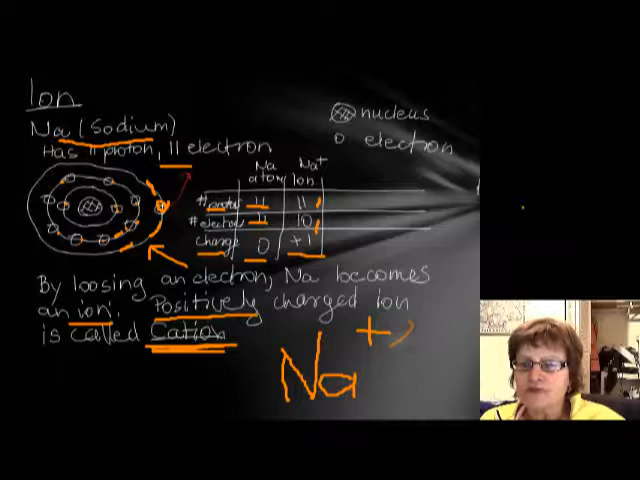 Ion
Na (Sodium)
Has 11 proton, 11 electron
nucleus
electron
Na atom Na+ Ion
# proton 11 11
# electron 11 10
charge 0 +1
By loosing an electron, Na becomes
an ion. Positively charged ion
is called Cation
Na+